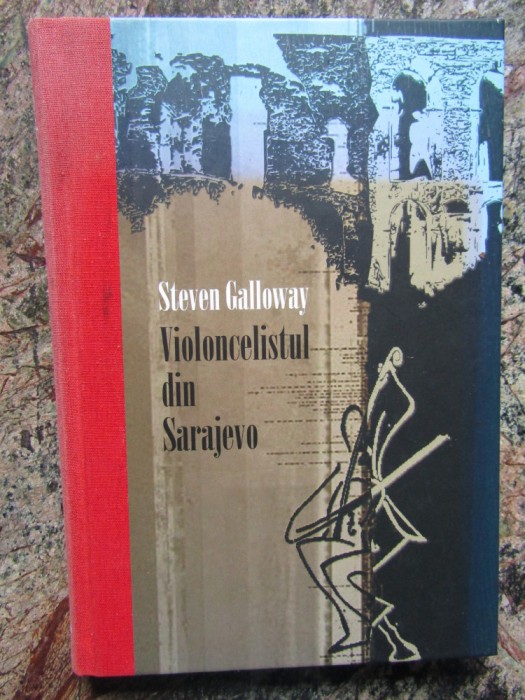 Steven Galloway
Violoncelistul
din
Sarajevo